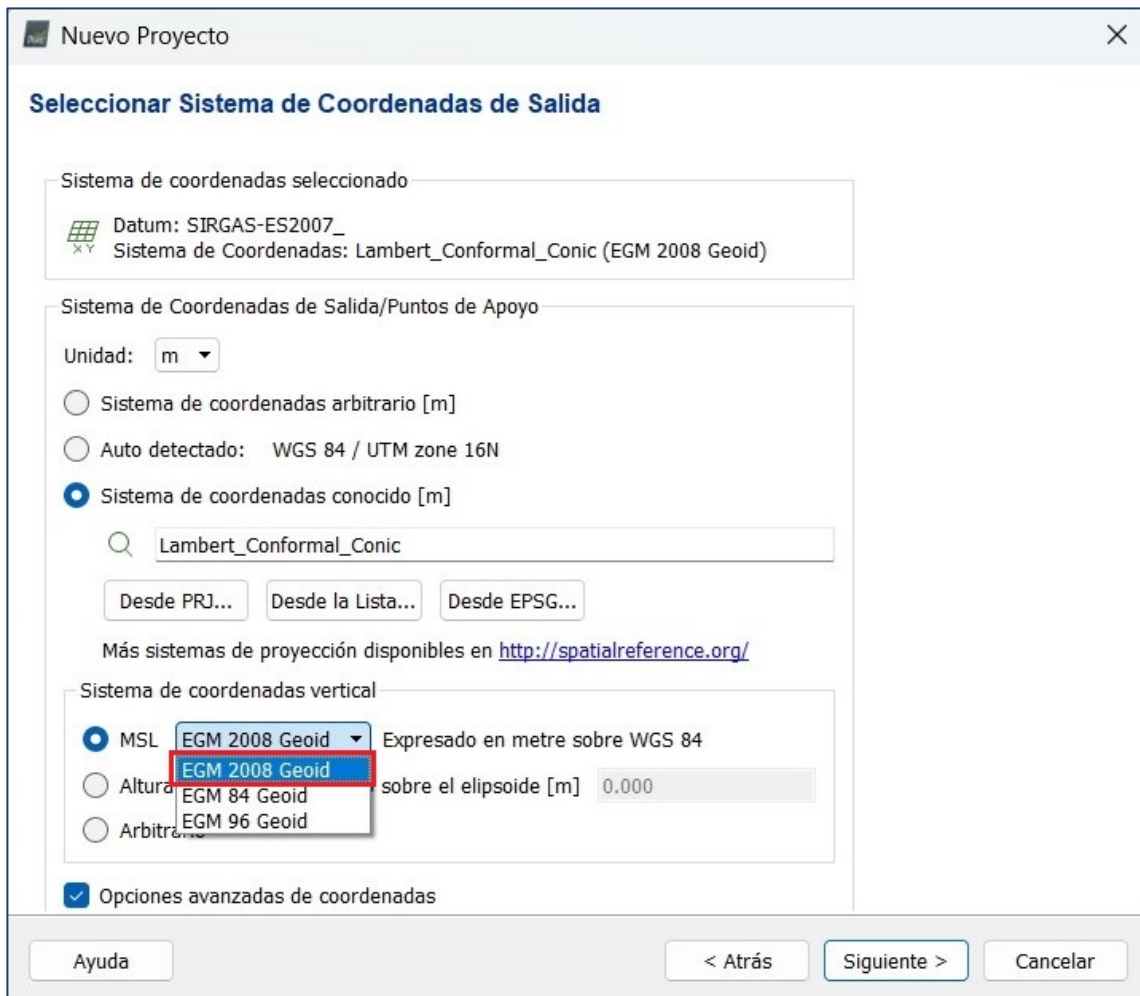 Nuevo Proyecto
Seleccionar Sistema de Coordenadas de Salida
Sistema de coordenadas seleccionado
Datum: SIRGAS-ES2007_
X Y
Sistema de Coordenadas: Lambert_Conformal_Conic (EGM 2008 Geoid)
Sistema de Coordenadas de Salida/Puntos de Apoyo
Unidad: m
Sistema de coordenadas arbitrario [m]
Auto detectado: WGS 84 / UTM zone 16N
Sistema de coordenadas conocido [m]
Lambert_Conformal_Conic
Desde PRJ... Desde la Lista... Desde EPSG...
Más sistemas de proyección disponibles en http://spatialreference.org/
Sistema de coordenadas vertical
MSL EGM 2008 Geoid Expresado en metre sobre WGS 84
EGM 2008 Geoid
Altura sobre el elipsoide [m] 0.000
EGM 84 Geoid
EGM 96 Geoid
Opciones avanzadas de coordenadas
Ayuda < Atrás Siguiente > Cancelar